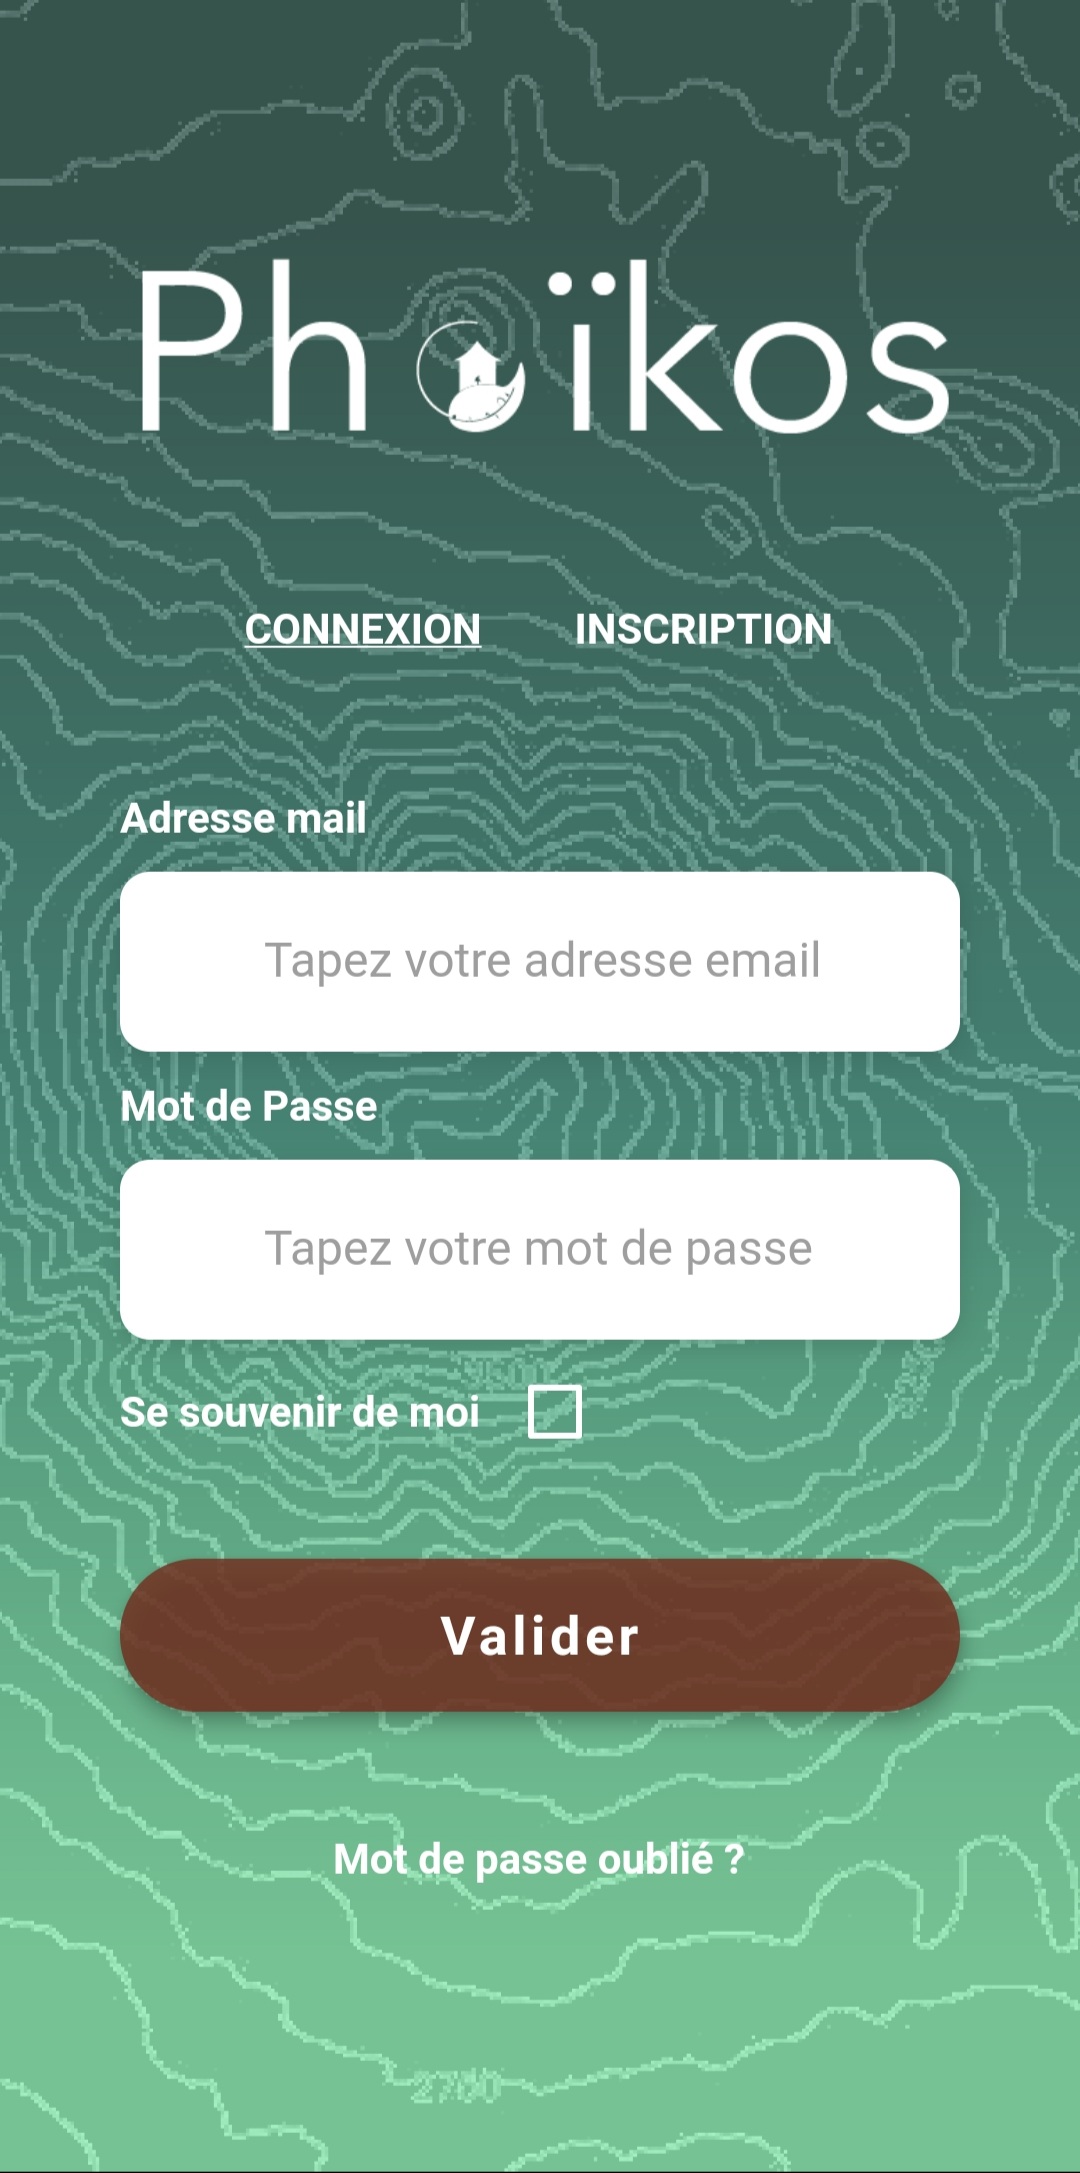 Phoïkos
CONNEXION INSCRIPTION
Adresse mail
Tapez votre adresse email
Mot de Passe
Tapez votre mot de passe
Se souvenir de moi
Valider
Mot de passe oublié ?
2700